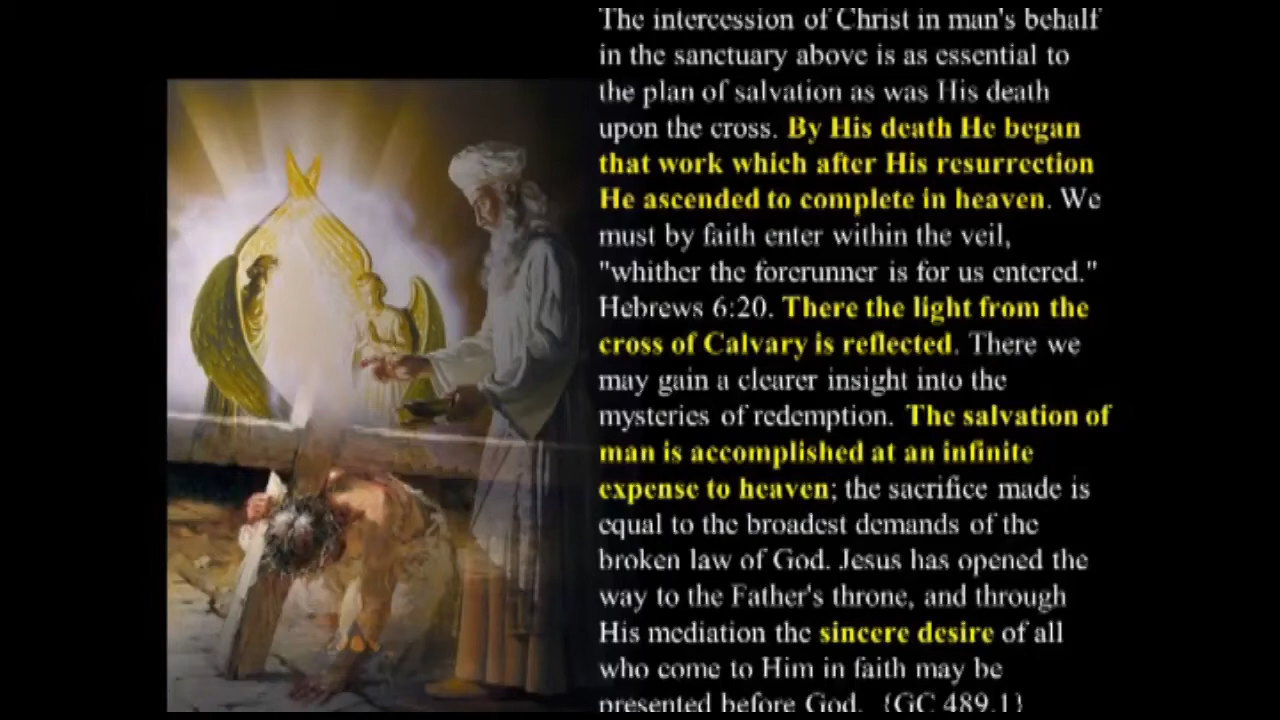 The intercession of Christ in man's behalf
in the sanctuary above is as essential to
the plan of salvation as was His death
upon the cross. By His death He began
that work which after His resurrection
He ascended to complete in heaven. We
must by faith enter within the veil,
"whither the forerunner is for us entered."
Hebrews 6:20. There the light from the
cross of Calvary is reflected. There we
may gain a clearer insight into the
mysteries of redemption. The salvation of
man is accomplished at an infinite
expense to heaven; the sacrifice made is
equal to the broadest demands of the
broken law of God. Jesus has opened the
way to the Father's throne, and through
His mediation the sincere desire of all
who come to Him in faith may be
presented before God. {GC 489.1}